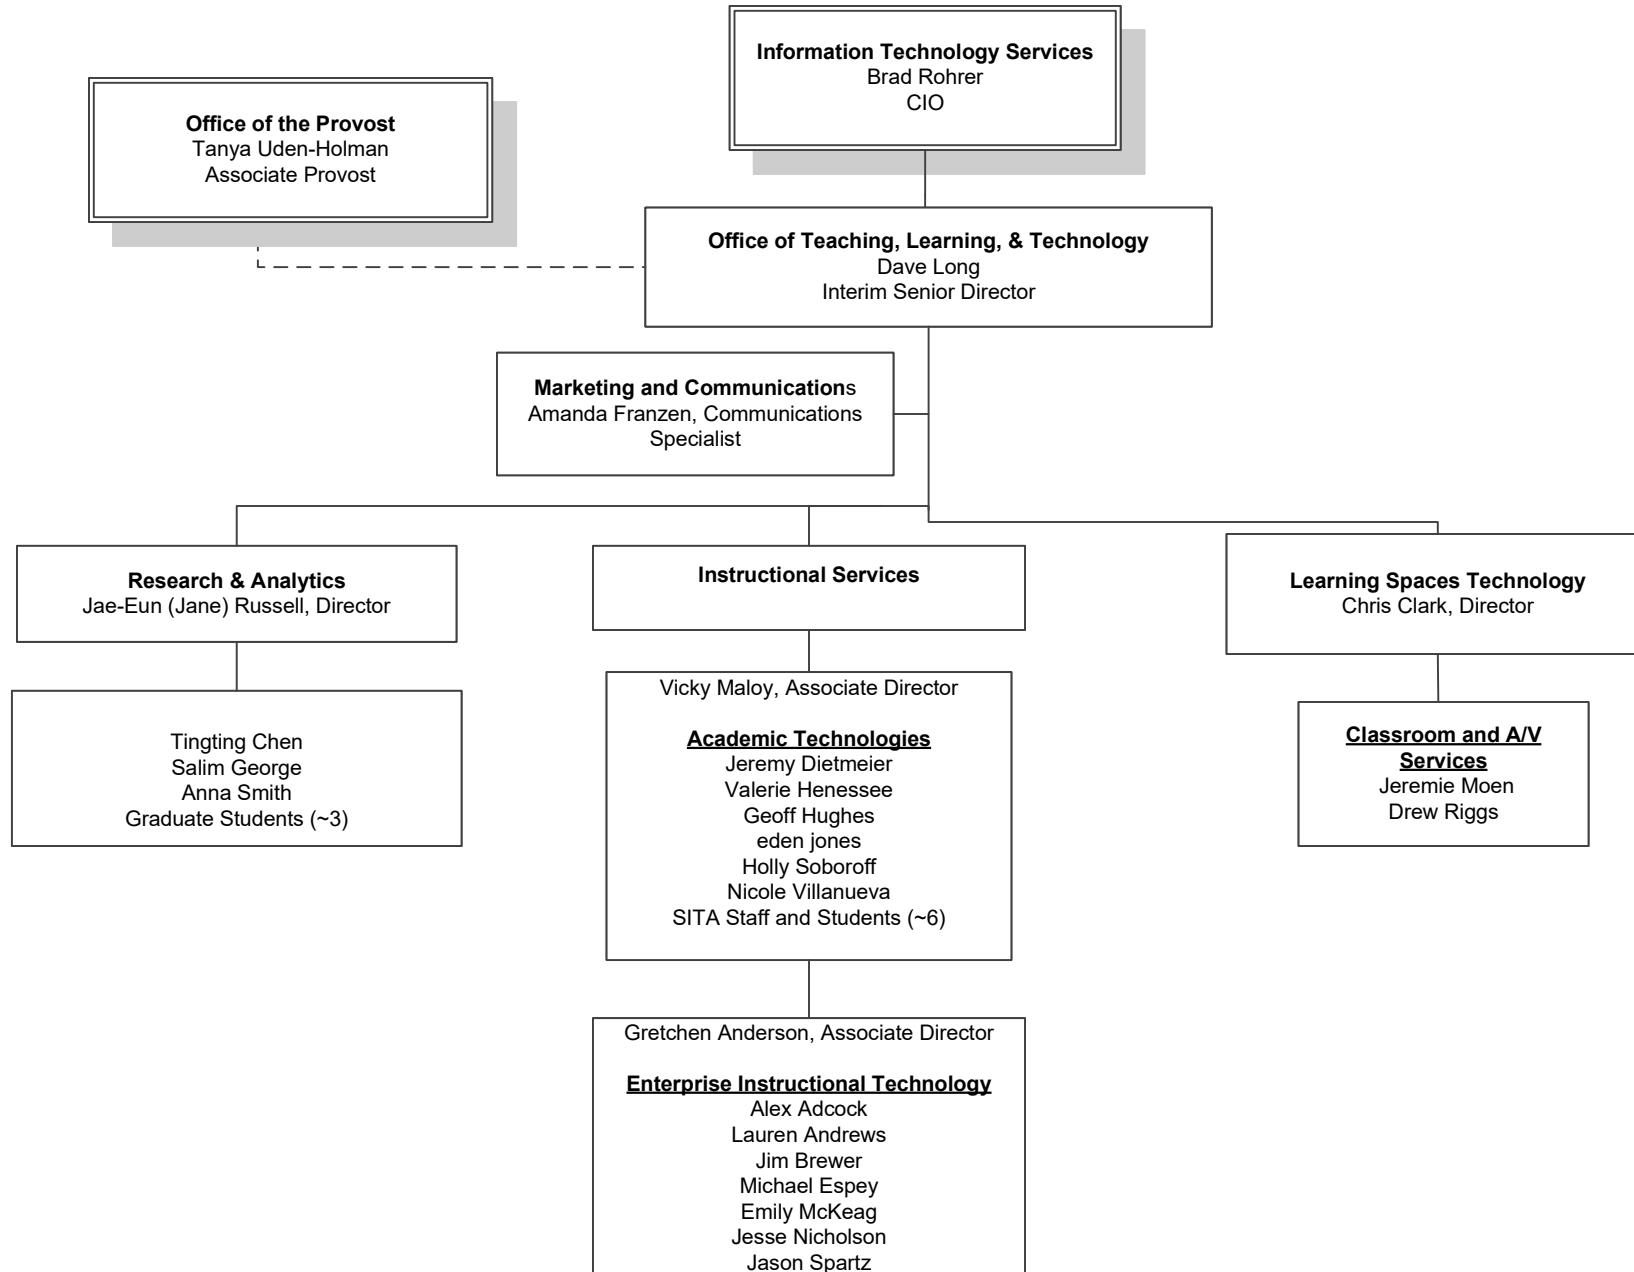 Information Technology Services
Brad Rohrer
CIO
Office of the Provost
Tanya Uden-Holman
Associate Provost
Office of Teaching, Learning, & Technology
Dave Long
Interim Senior Director
Marketing and Communications
Amanda Franzen, Communications
Specialist
Research & Analytics
Jae-Eun (Jane) Russell, Director
Tingting Chen
Salim George
Anna Smith
Graduate Students (~3)
Instructional Services
Vicky Maloy, Associate Director
Academic Technologies
Jeremy Dietmeier
Valerie Henessee
Geoff Hughes
eden jones
Holly Soboroff
Nicole Villanueva
SITA Staff and Students (~6)
Gretchen Anderson, Associate Director
Enterprise Instructional Technology
Alex Adcock
Lauren Andrews
Jim Brewer
Michael Espey
Emily McKeag
Jesse Nicholson
Jason Spartz
Learning Spaces Technology
Chris Clark, Director
Classroom and A/V
Services
Jeremie Moen
Drew Riggs